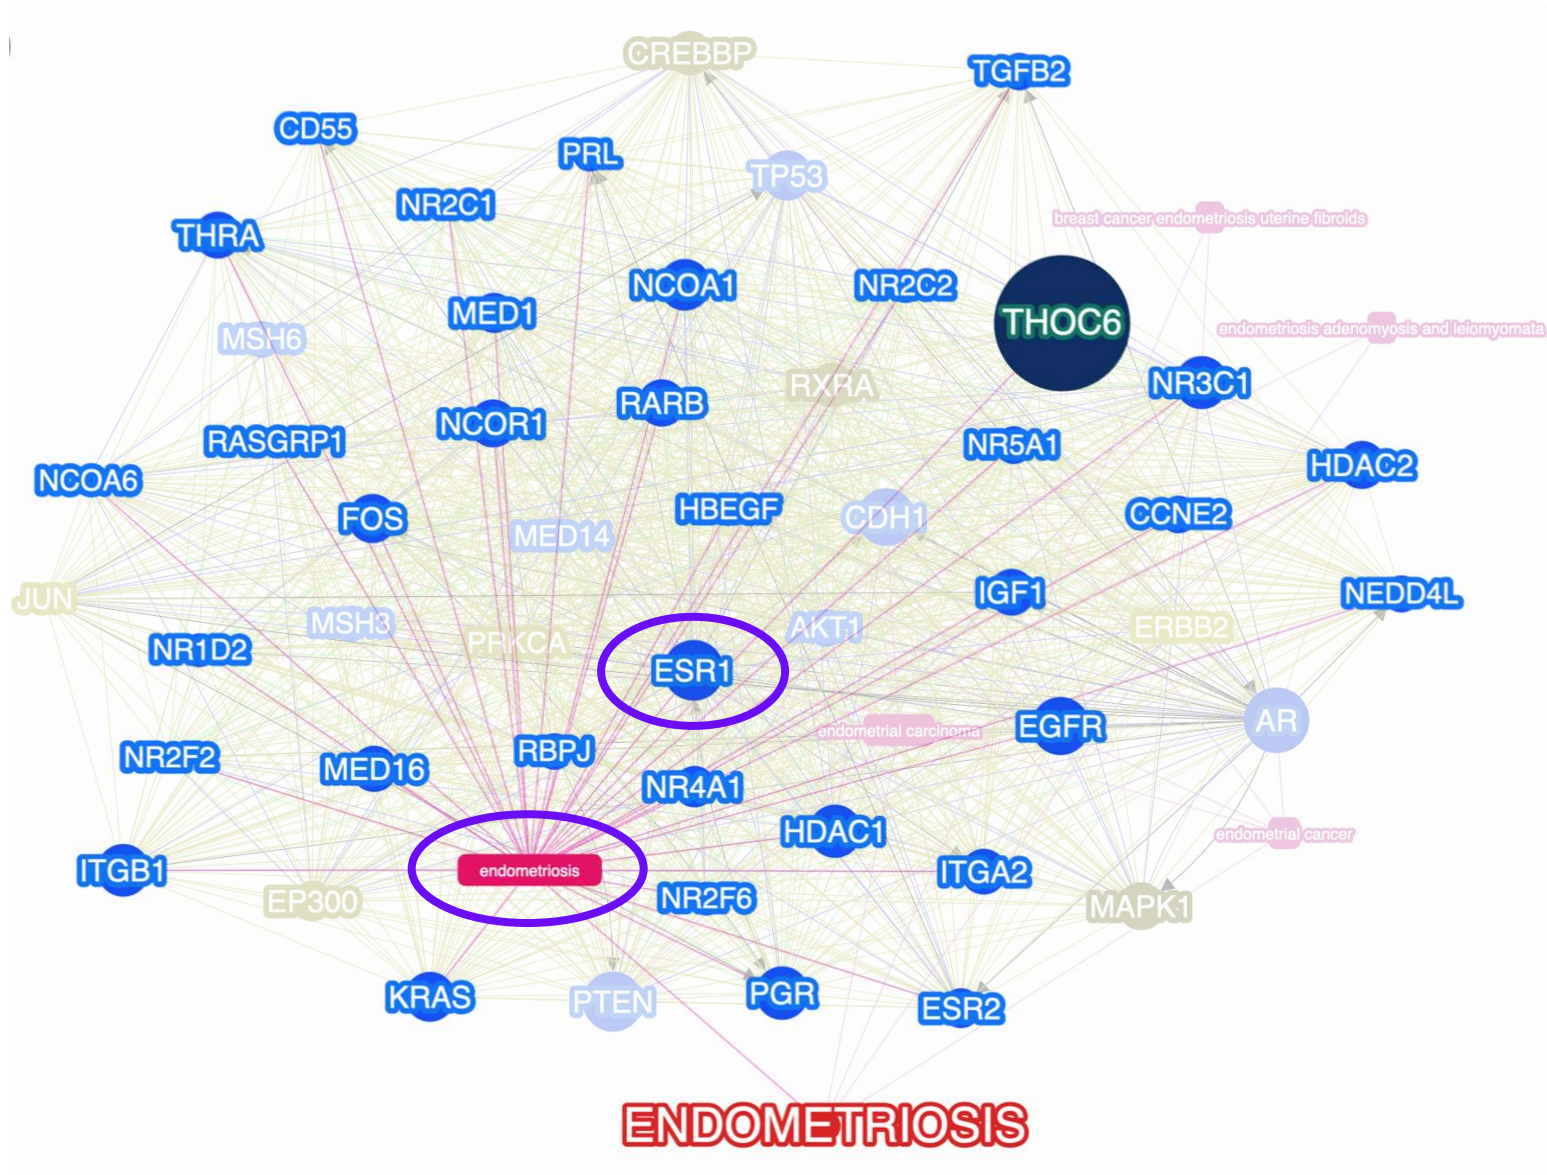 CREBBP
TGFB2
CD55
PRL
TP53
NR2C1
breast cancer endometriosis uterine fibroids
THRA
NCOA1
NR2C2
MED1
THOC6
endometriosis adenomyosis and leiomyomata
MSH6
RXRA
NR3C1
RARB
NCOR1
RASGRP1
NR5A1
HDAC2
NCOA6
HBEGF
CCNE2
FOS
CDH1
MED14
IGF1
NEDD4L
JUN
MSH3
AKT1
ERBB2
PRKCA
NR1D2
ESR1
AR
EGFR
endometrial carcinoma
RBPJ
NR2F2
MED16
NR4A1
HDAC1
endometrial cancer
ITGB1
endometriosis
ITGA2
NR2F6
EP300
MAPK1
KRAS
PTEN
PGR
ESR2
ENDOMETRIOSIS